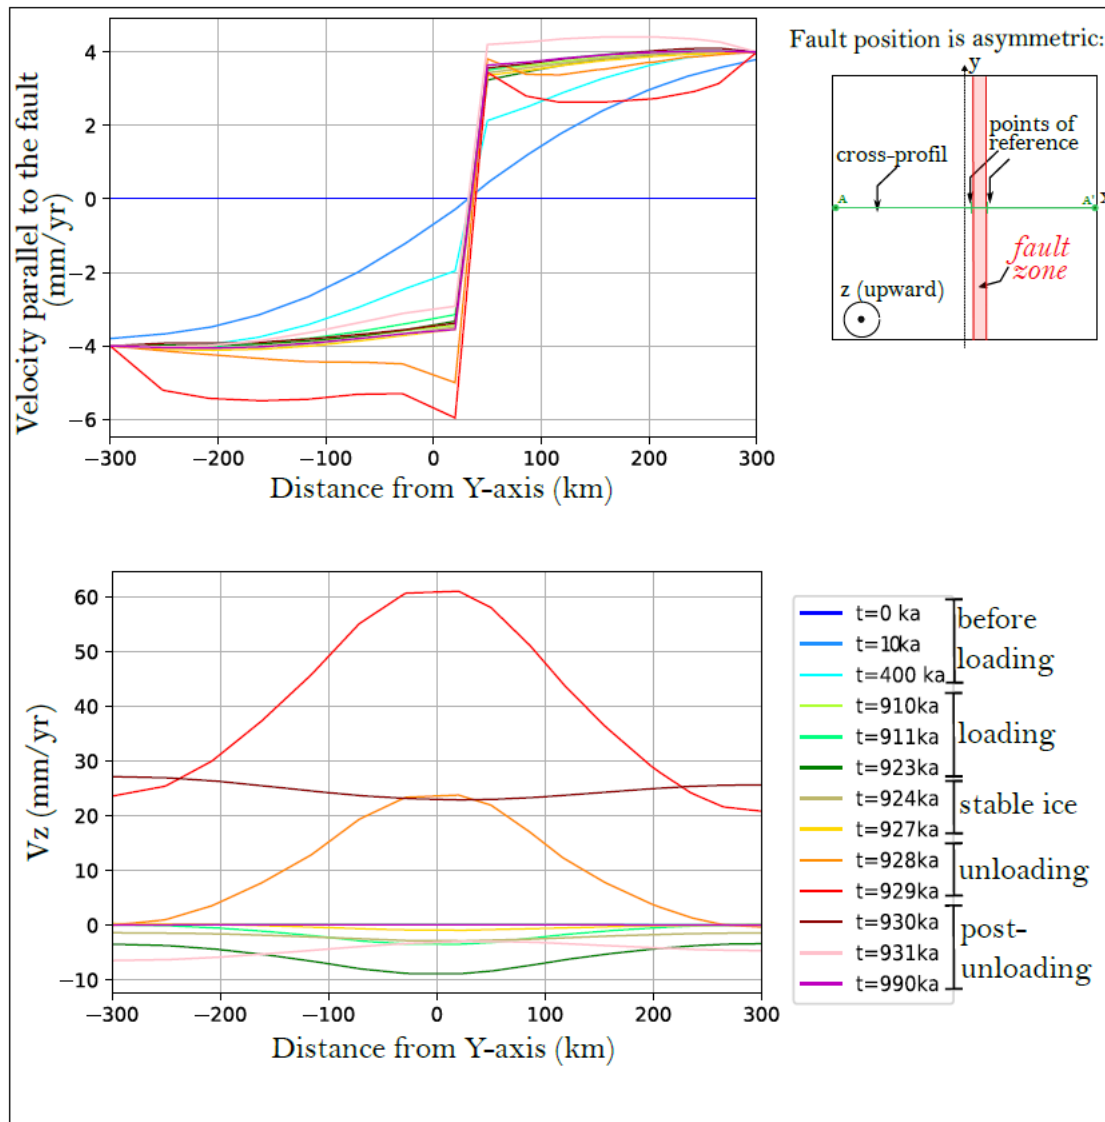 Velocity parallel to the fault
(mm/yr)
4
2
0
−2
−4
−6
−300
−200
−100
0
100
200
300
Distance from Y-axis (km)
Fault position is asymmetric:
y
points of
reference
cross-profil
A
A'
x
fault
zone
z (upward)
Vz (mm/yr)
60
50
40
30
20
10
0
−10
−300
−200
−100
0
100
200
300
Distance from Y-axis (km)
t=0 ka
t=10ka
t=400 ka
before
loading
t=910ka
t=911ka
t=923ka
loading
t=924ka
t=927ka
stable ice
t=928ka
t=929ka
unloading
t=930ka
t=931ka
t=990ka
post-
unloading